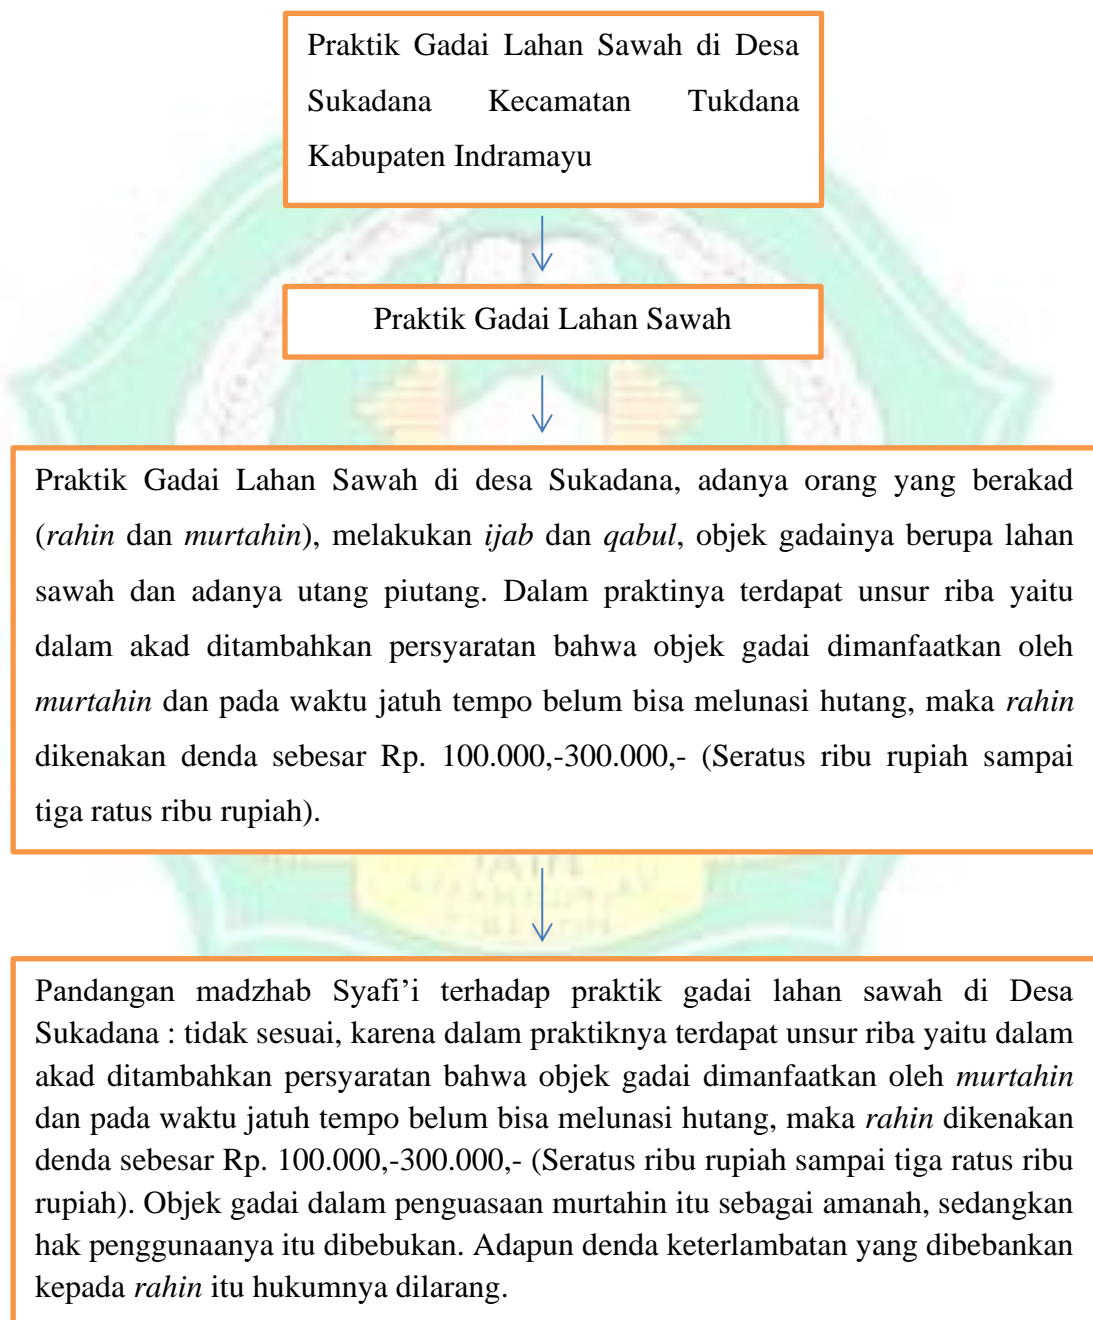 Praktik Gadai Lahan Sawah di Desa
Sukadana Kecamatan Tukdana
Kabupaten Indramayu
Praktik Gadai Lahan Sawah
Praktik Gadai Lahan Sawah di desa Sukadana, adanya orang yang berakad
(rahin dan murtahin), melakukan ijab dan qabul, objek gadainya berupa lahan
sawah dan adanya utang piutang. Dalam praktinya terdapat unsur riba yaitu
dalam akad ditambahkan persyaratan bahwa objek gadai dimanfaatkan oleh
murtahin dan pada waktu jatuh tempo belum bisa melunasi hutang, maka rahin
dikenakan denda sebesar Rp. 100.000,-300.000,- (Seratus ribu rupiah sampai
tiga ratus ribu rupiah).
Pandangan madzhab Syafi’i terhadap praktik gadai lahan sawah di Desa
Sukadana : tidak sesuai, karena dalam praktiknya terdapat unsur riba yaitu dalam
akad ditambahkan persyaratan bahwa objek gadai dimanfaatkan oleh murtahin
dan pada waktu jatuh tempo belum bisa melunasi hutang, maka rahin dikenakan
denda sebesar Rp. 100.000,-300.000,- (Seratus ribu rupiah sampai tiga ratus ribu
rupiah). Objek gadai dalam penguasaan murtahin itu sebagai amanah, sedangkan
hak penggunaanya itu dibebukan. Adapun denda keterlambatan yang dibebankan
kepada rahin itu hukumnya dilarang.